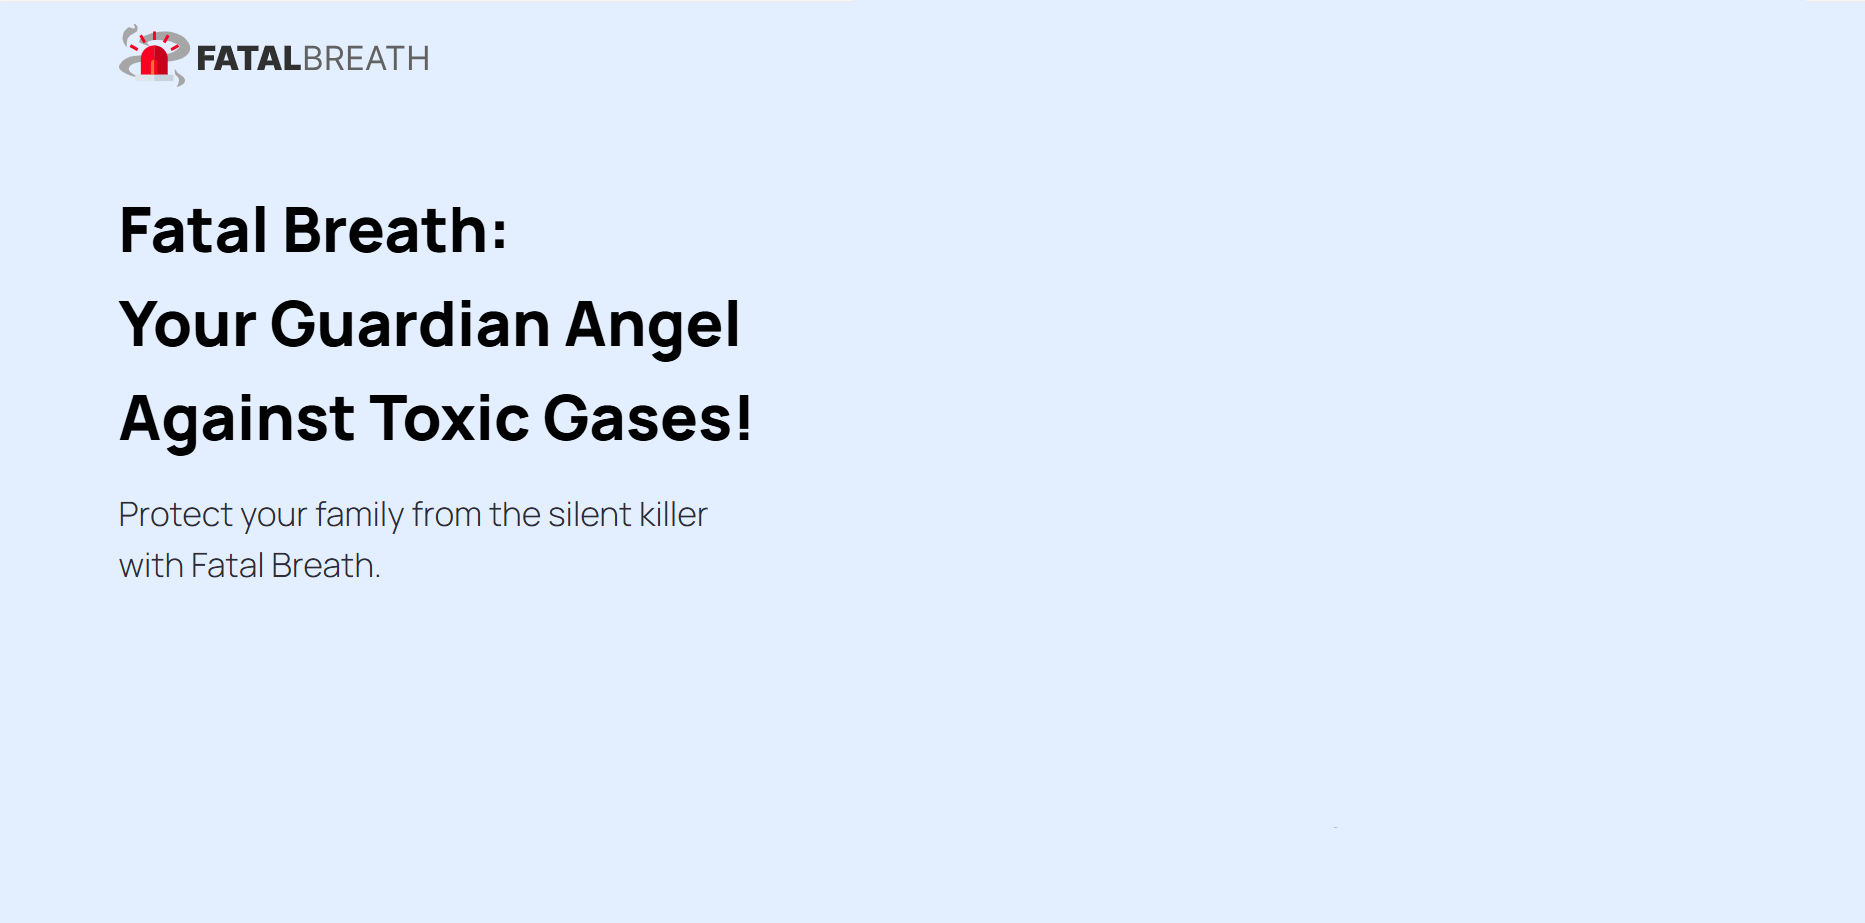 FATALBREATH
Fatal Breath:
Your Guardian Angel
Against Toxic Gases!
Protect your family from the silent killer
with Fatal Breath.